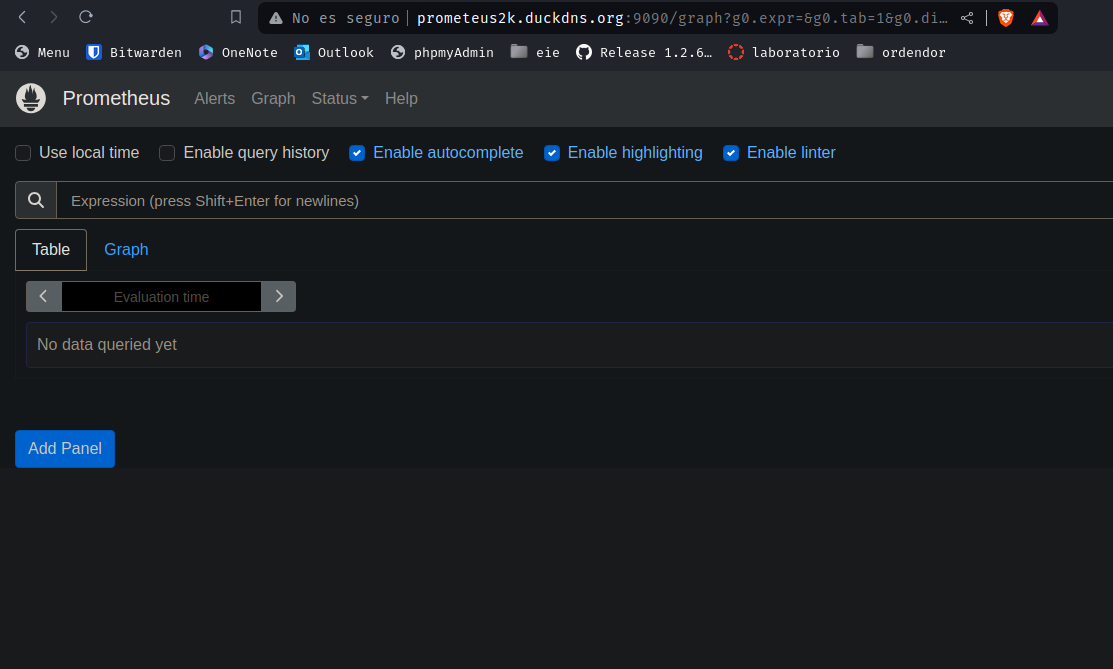 No es seguro prometeus2k.duckdns.org:9090/graph?g0.expr=&g0.tab=1&g0.di…
Menu Bitwarden OneNote Outlook phpmyAdmin eie Release 1.2.6… laboratorio ordendor
Prometheus Alerts Graph Status Help
Use local time Enable query history Enable autocomplete Enable highlighting Enable linter
Expression (press Shift+Enter for newlines)
Table Graph
Evaluation time
No data queried yet
Add Panel